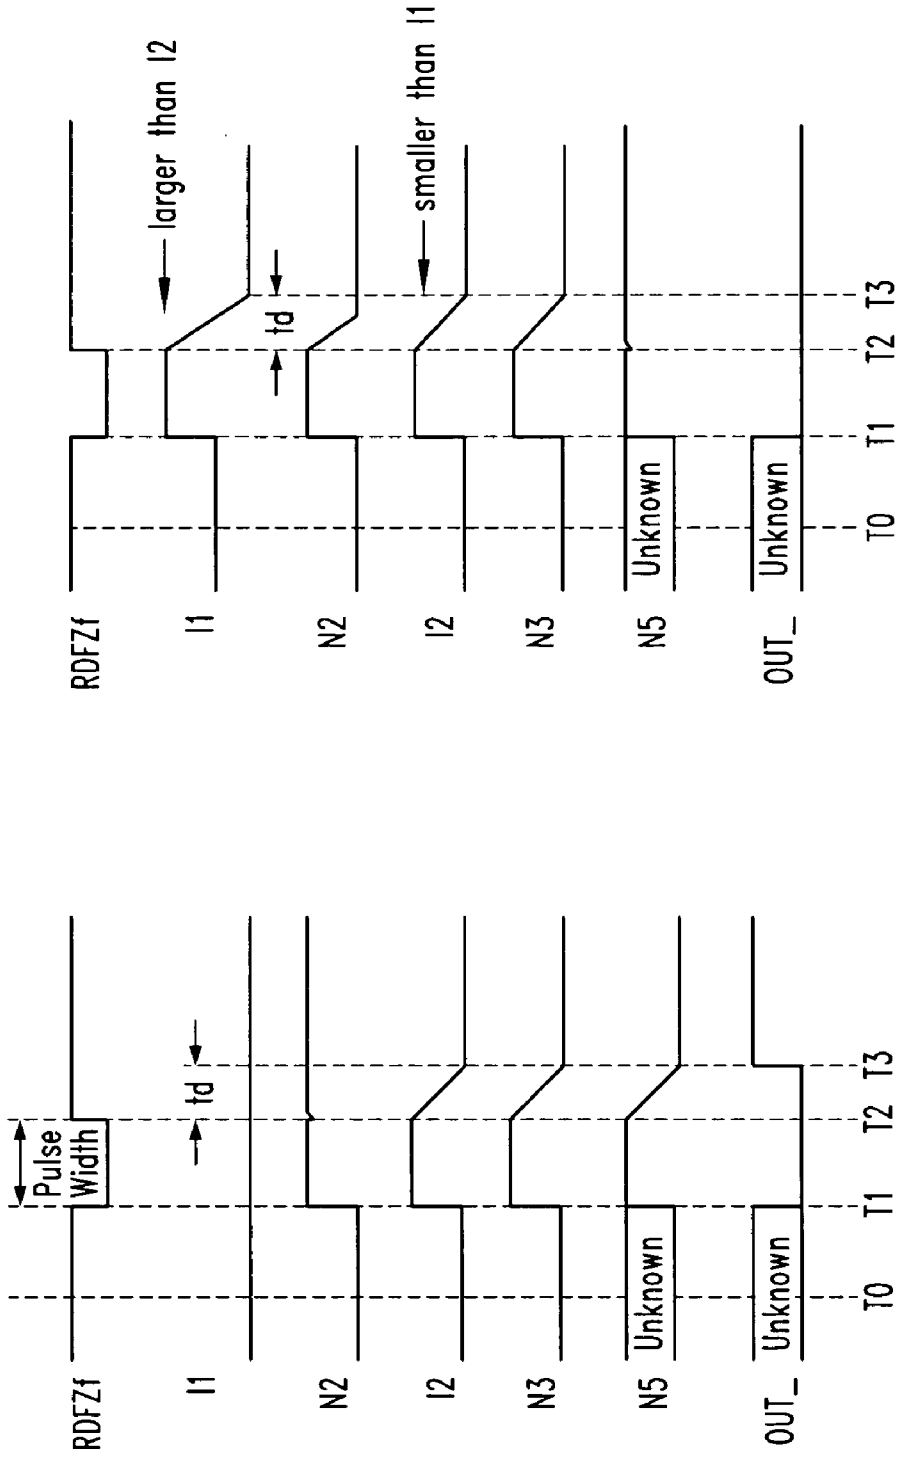 Pulse
Width
RDFZf
I1
td
N2
I2
N3
N5
Unknown
OUT_
Unknown
T0
T1
T2
T3
RDFZf
I1
larger than I2
td
N2
I2
smaller than I1
N3
N5
Unknown
OUT_
Unknown
T0
T1
T2
T3